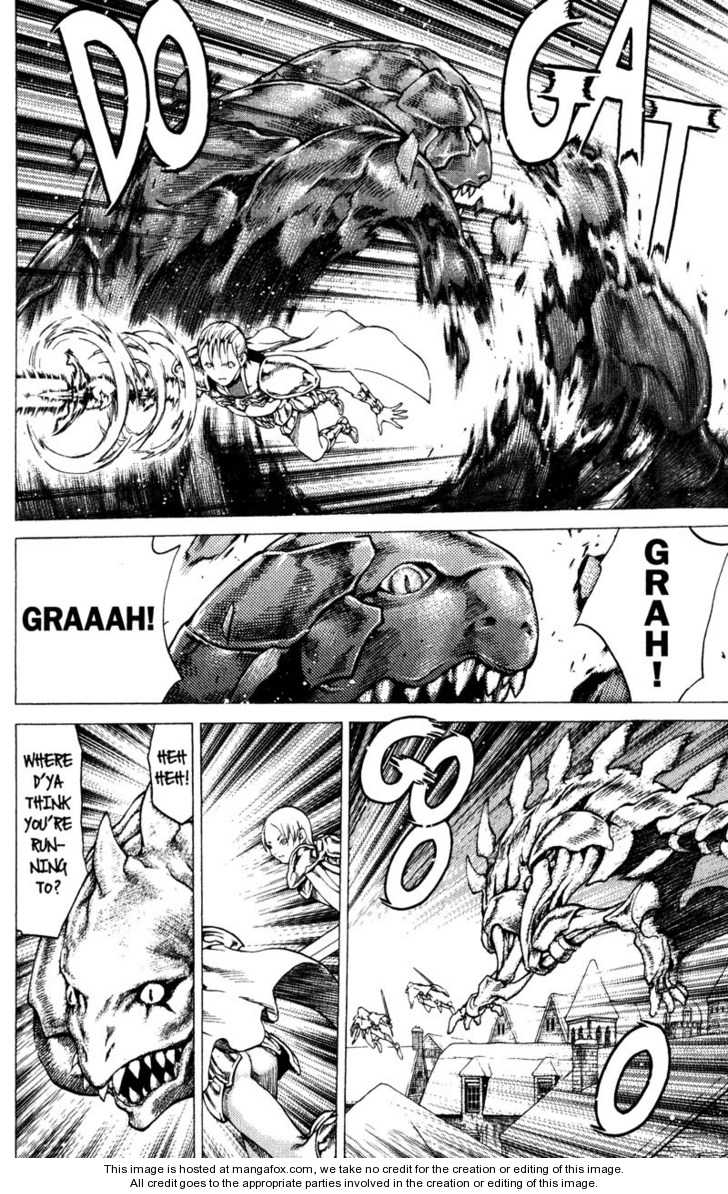 DO GAT
GRAH!
GRAAAH!
GO
O
O
HEH
HEH!
WHERE
D'YA
THINK
YOU'RE
RUN-
NING
TO?
This image is hosted at mangafox.com, we take no credit for the creation or editing of this image.
All credit goes to the appropriate parties involved in the creation or editing of this image.